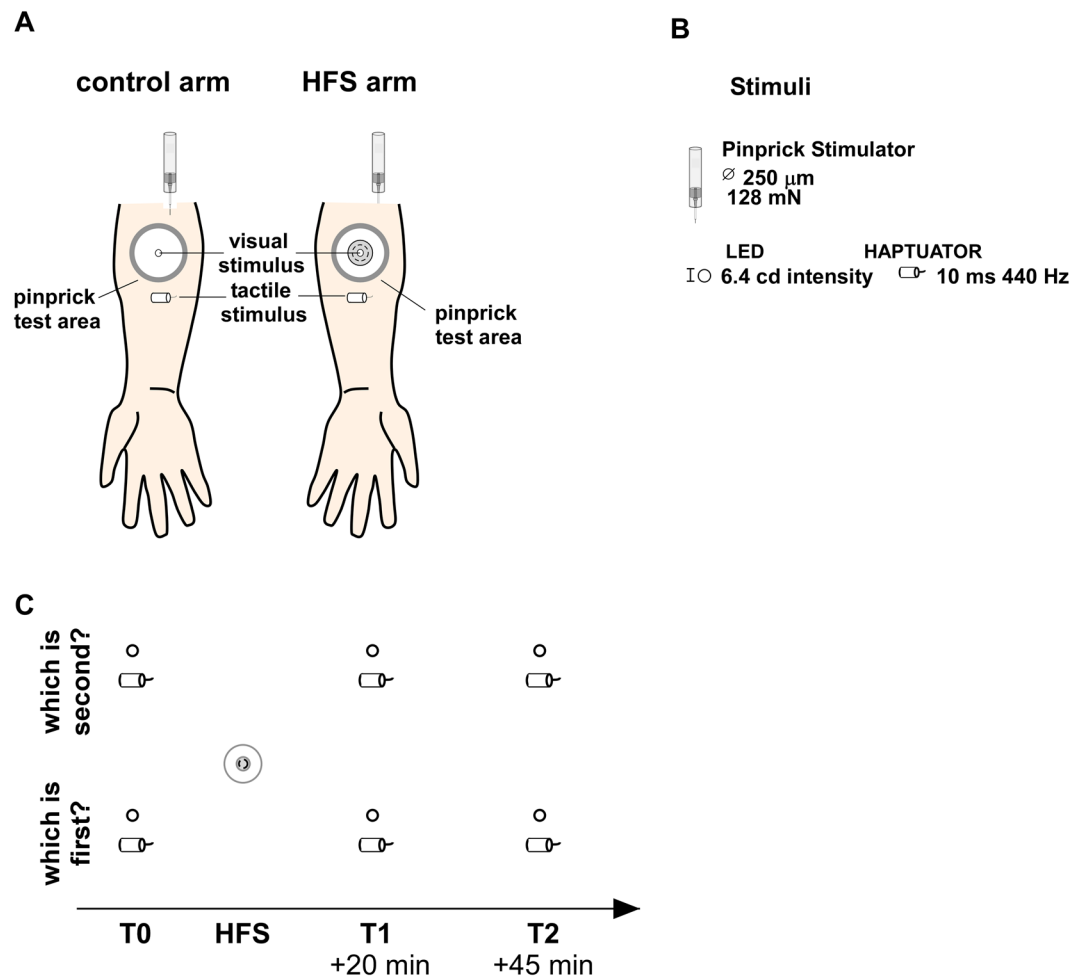 A
control arm
HFS arm
visual
stimulus
tactile
stimulus
pinprick
test area
pinprick
test area
B
Stimuli
Pinprick Stimulator
⌀ 250 μm
128 mN
LED
6.4 cd intensity
HAPTUATOR
10 ms 440 Hz
C
which is
second?
which is
first?
T0
HFS
T1
+20 min
T2
+45 min